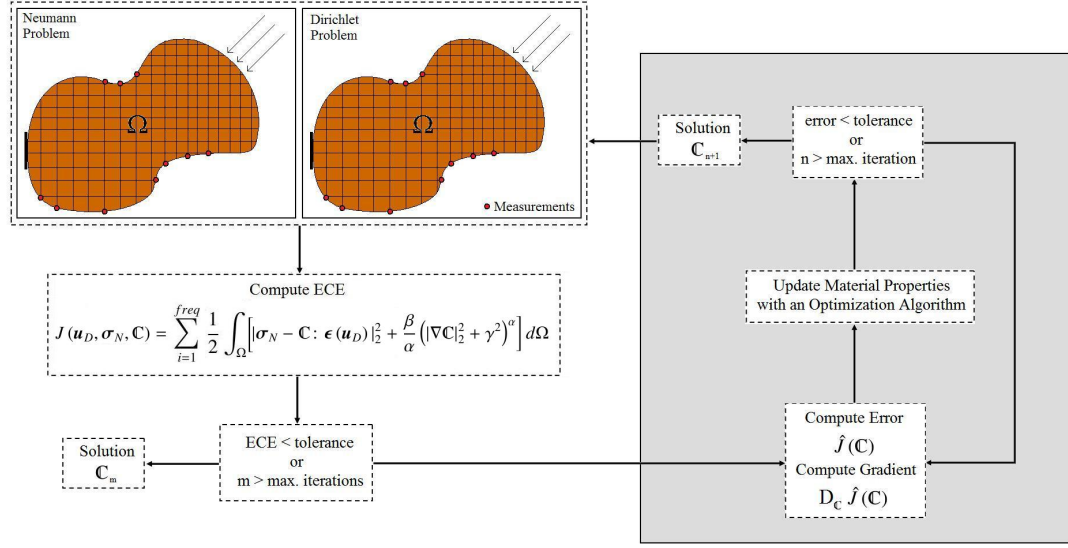 Neumann
Problem
Ω
Dirichlet
Problem
Ω
Measurements
Compute ECE
J (u_D, σ_N, ℂ) = ∑_{i=1}^{freq} 1/2 ∫_Ω [|σ_N − ℂ: ϵ (u_D) |_2^2 + β/α (|∇ℂ|_2^2 + γ^2)^α] dΩ
ECE < tolerance
or
m > max. iterations
Solution
ℂ_m
Solution
ℂ_{n+1}
error < tolerance
or
n > max. iteration
Update Material Properties
with an Optimization Algorithm
Compute Error
Ĵ (ℂ)
Compute Gradient
D_ℂ Ĵ (ℂ)